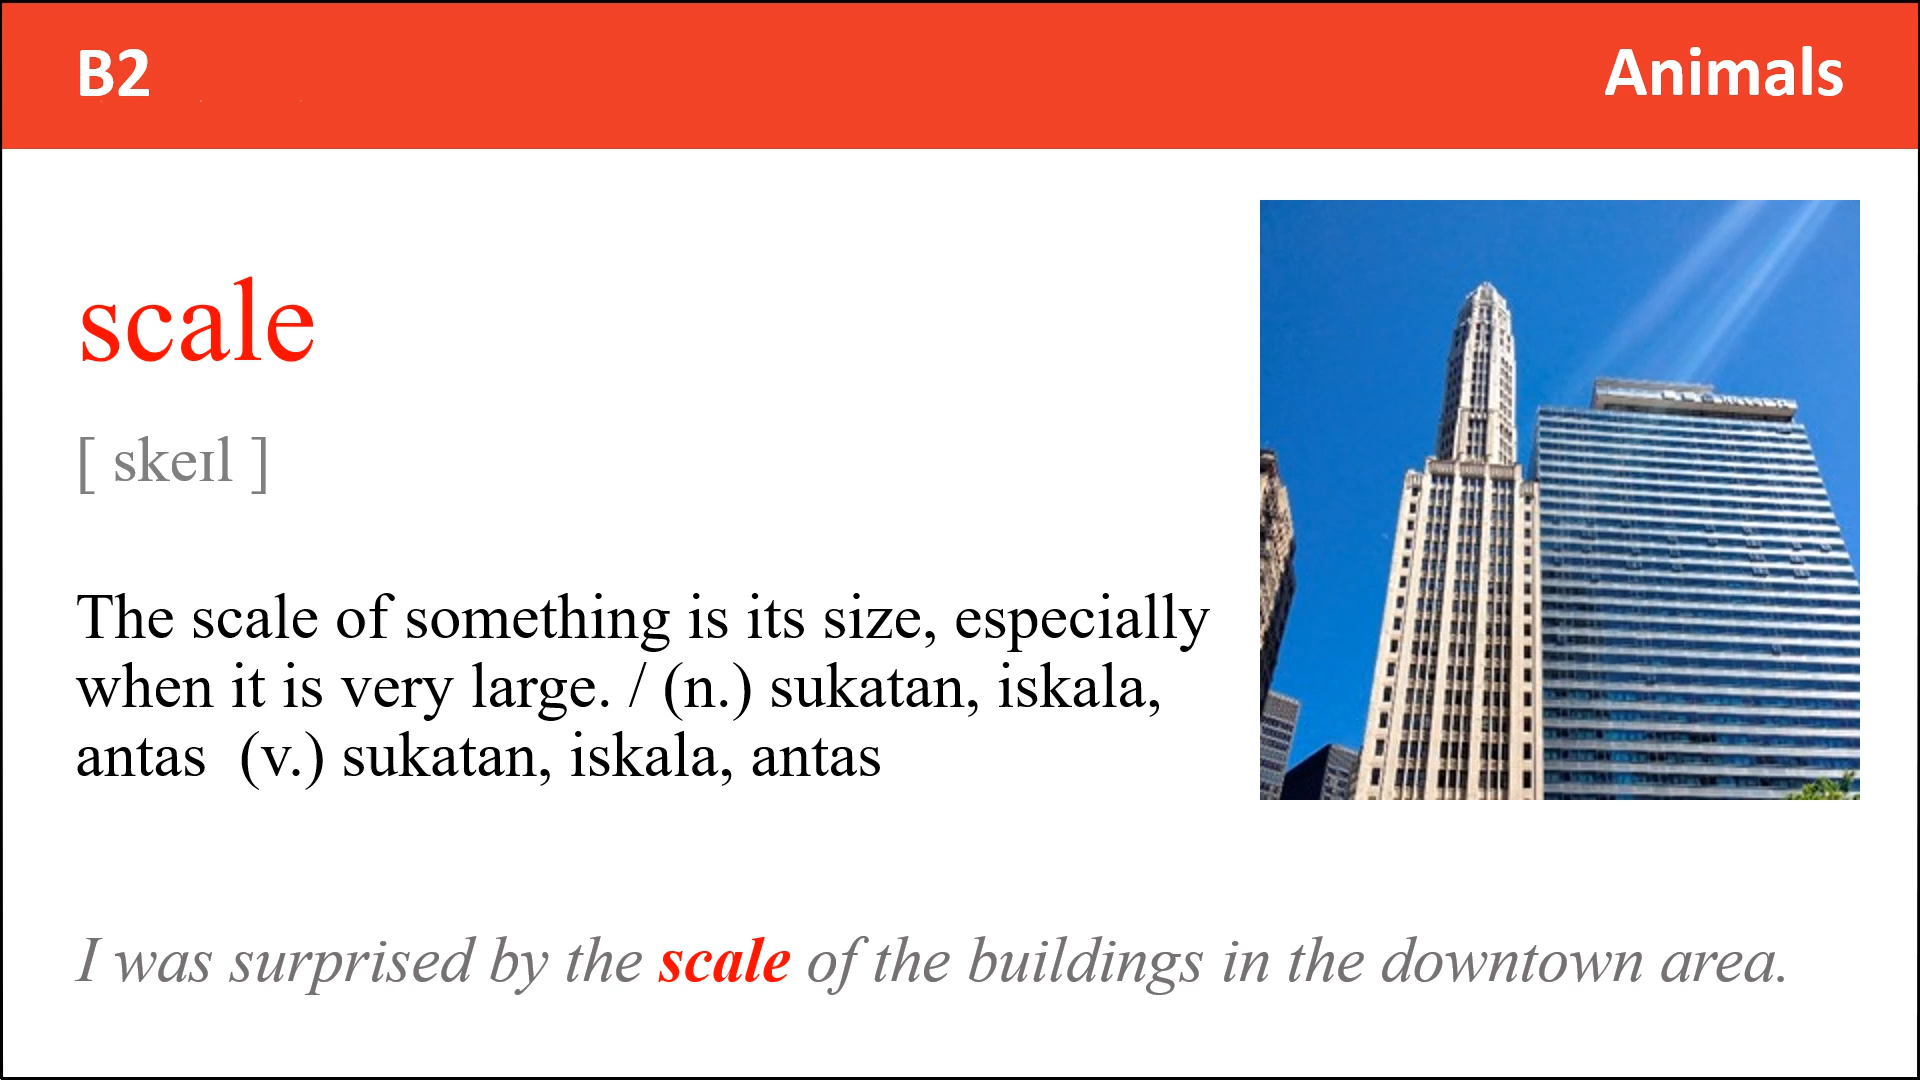 B2
Animals
scale
[ skeɪl ]
The scale of something is its size, especially
when it is very large. / (n.) sukatan, iskala,
antas  (v.) sukatan, iskala, antas
I was surprised by the scale of the buildings in the downtown area.